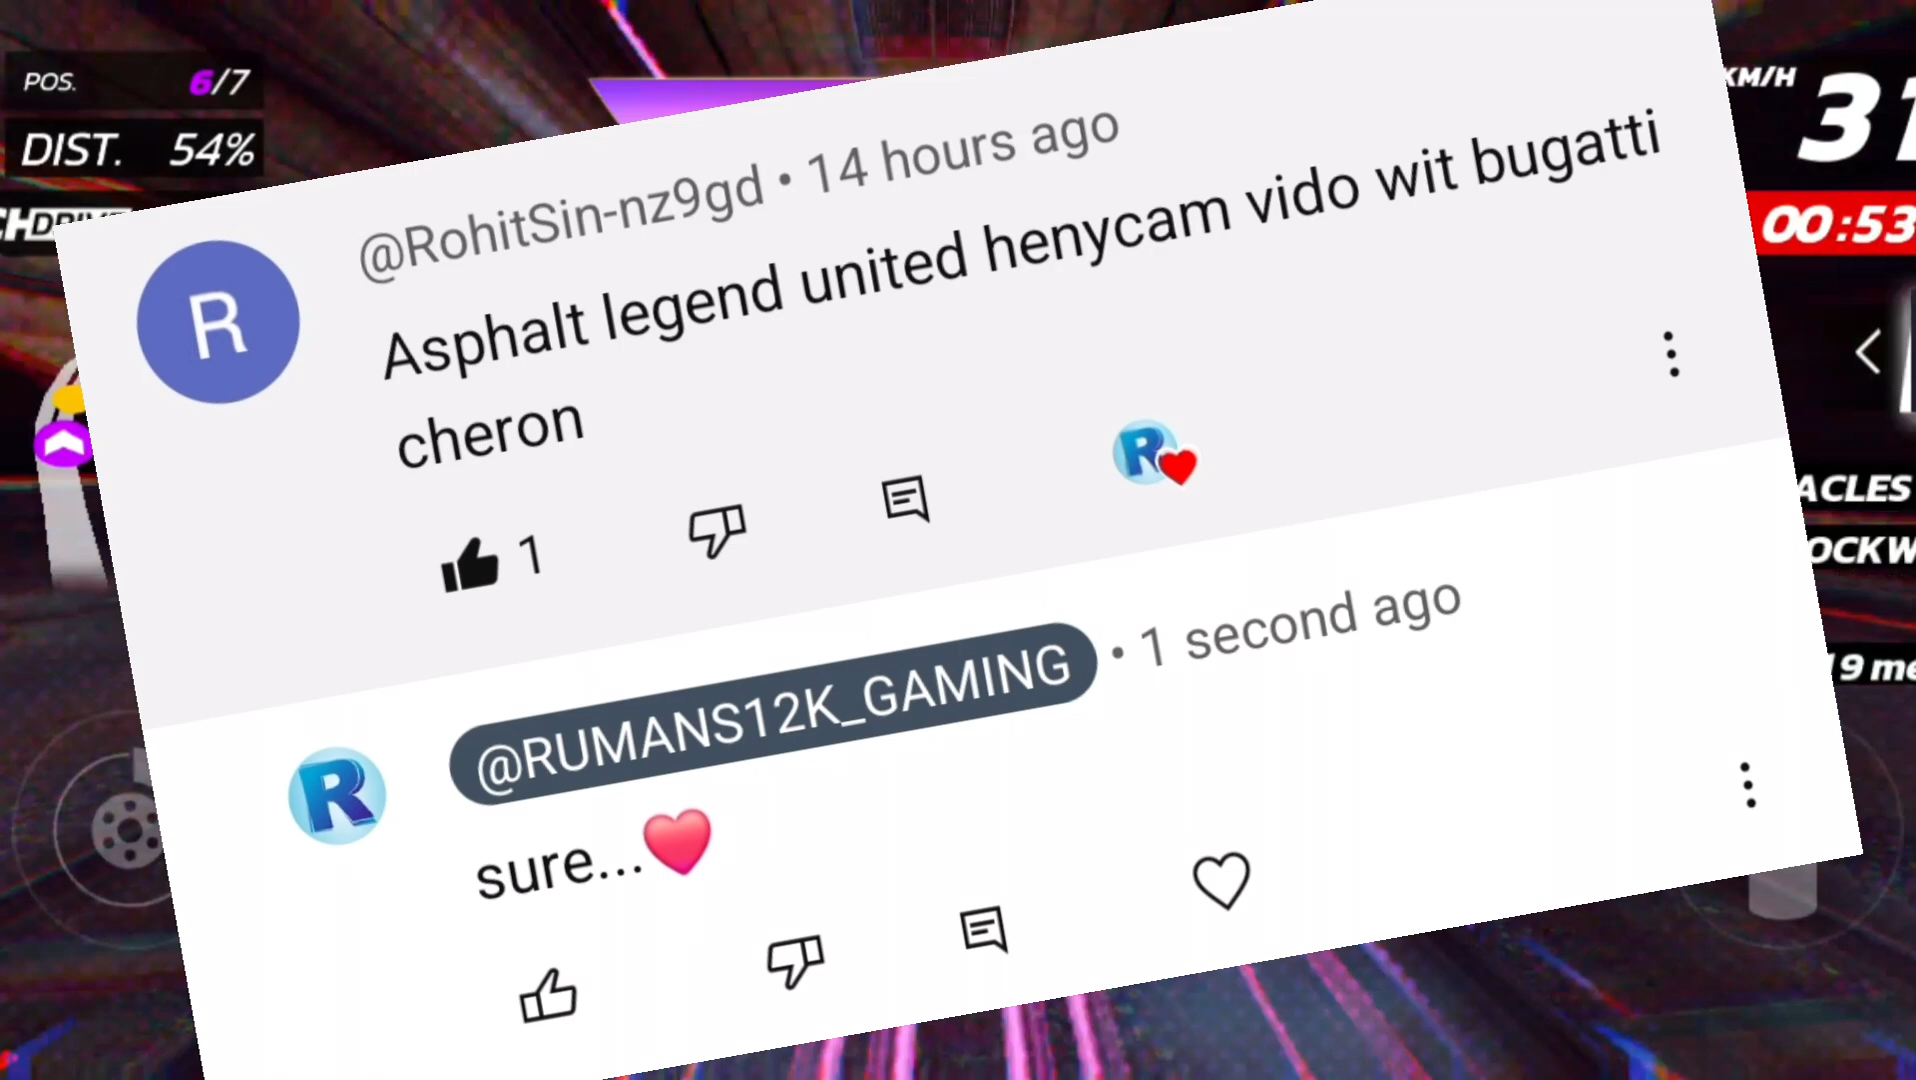 POS. 6/7
DIST. 54%
KM/H
00:53
@RohitSin-nz9gd • 14 hours ago
Asphalt legend united henycam vido wit bugatti
cheron
R
1
R
@RUMANS12K_GAMING • 1 second ago
R
sure...❤️